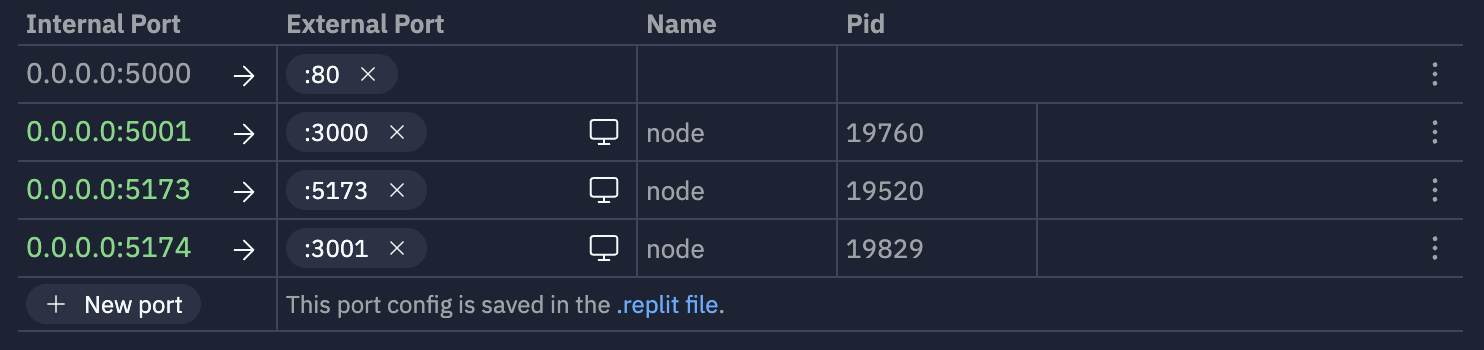 Internal Port External Port Name Pid
0.0.0.0:5000 → :80 ×
0.0.0.0:5001 → :3000 × node 19760
0.0.0.0:5173 → :5173 × node 19520
0.0.0.0:5174 → :3001 × node 19829
+ New port This port config is saved in the .replit file.